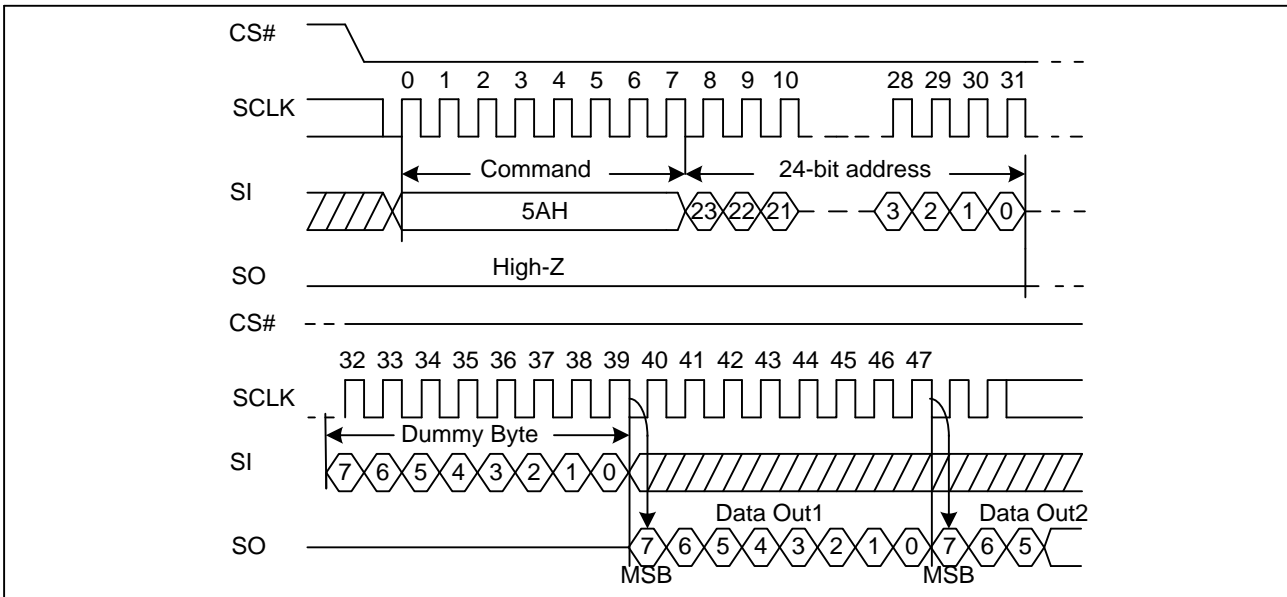 CS#
0 1 2 3 4 5 6 7 8 9 10 28 29 30 31
SCLK
Command 24-bit address
SI
5AH 23 22 21 3 2 1 0
High-Z
SO
CS#
32 33 34 35 36 37 38 39 40 41 42 43 44 45 46 47
SCLK
Dummy Byte
SI
7 6 5 4 3 2 1 0
Data Out1 Data Out2
SO
7 6 5 4 3 2 1 0 7 6 5
MSB MSB